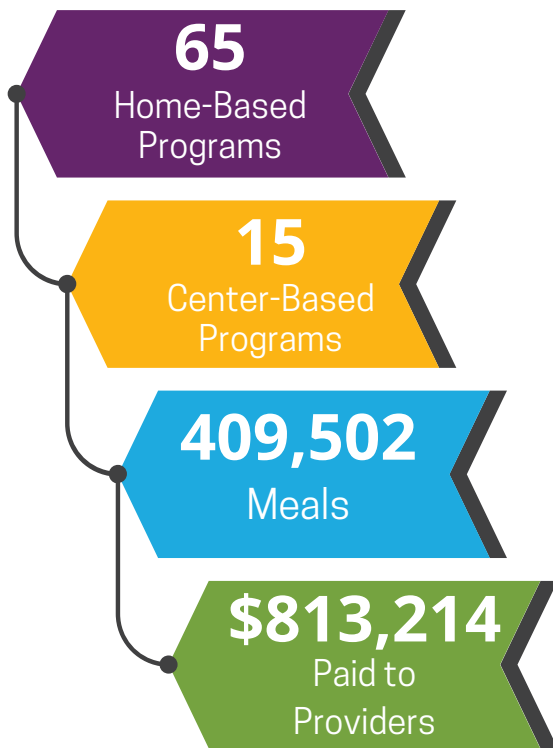 65
Home-Based
Programs
15
Center-Based
Programs
409,502
Meals
$813,214
Paid to
Providers